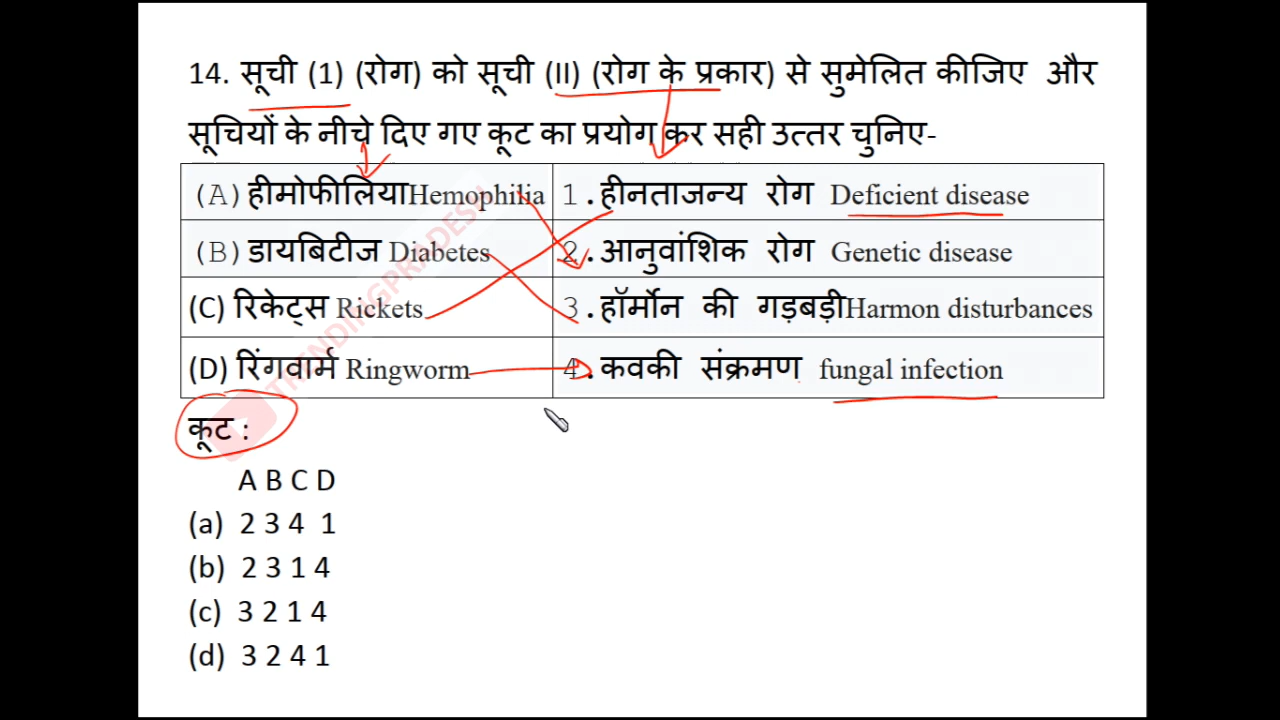 14. सूची (1) (रोग) को सूची (II) (रोग के प्रकार) से सुमेलित कीजिए और
सूचियों के नीचे दिए गए कूट का प्रयोग कर सही उत्तर चुनिए-
(A) हीमोफीलिया Hemophilia 1. हीनताजन्य रोग Deficient disease
(B) डायबिटीज Diabetes 2. आनुवांशिक रोग Genetic disease
(C) रिकेट्स Rickets 3. हॉर्मोन की गड़बड़ी Harmon disturbances
(D) रिंगवार्म Ringworm 4. कवकी संक्रमण fungal infection
TRENDINGPRADESH
कूट :
A B C D
(a) 2 3 4 1
(b) 2 3 1 4
(c) 3 2 1 4
(d) 3 2 4 1